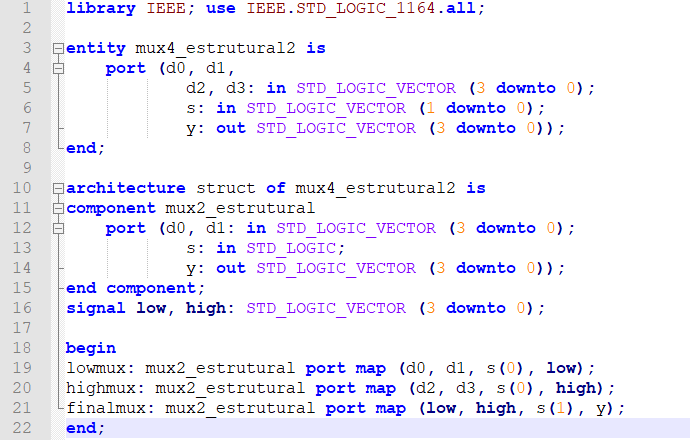 1 library IEEE; use IEEE.STD_LOGIC_1164.all;
2
3 entity mux4_estrutural2 is
4     port (d0, d1,
5             d2, d3: in STD_LOGIC_VECTOR (3 downto 0);
6             s: in STD_LOGIC_VECTOR (1 downto 0);
7             y: out STD_LOGIC_VECTOR (3 downto 0));
8 end;
9
10 architecture struct of mux4_estrutural2 is
11 component mux2_estrutural
12     port (d0, d1: in STD_LOGIC_VECTOR (3 downto 0);
13             s: in STD_LOGIC;
14             y: out STD_LOGIC_VECTOR (3 downto 0));
15 end component;
16 signal low, high: STD_LOGIC_VECTOR (3 downto 0);
17
18 begin
19 lowmux: mux2_estrutural port map (d0, d1, s(0), low);
20 highmux: mux2_estrutural port map (d2, d3, s(0), high);
21 finalmux: mux2_estrutural port map (low, high, s(1), y);
22 end;